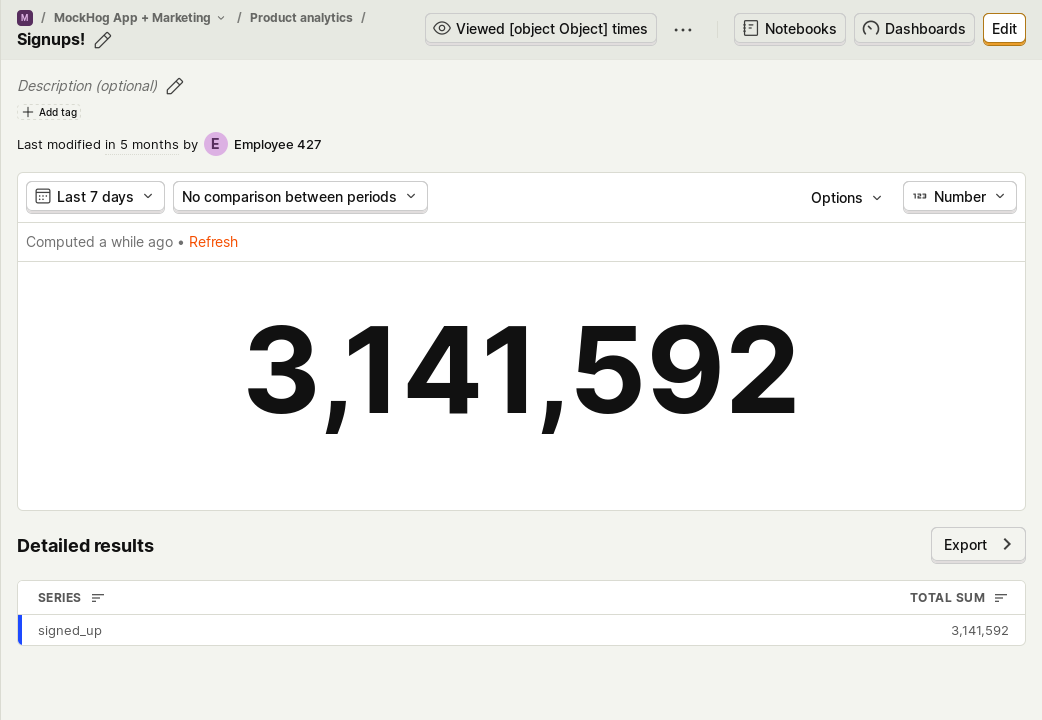 M / MockHog App + Marketing / Product analytics /
Signups!
Viewed [object Object] times
Notebooks
Dashboards
Edit
Description (optional)
Add tag
Last modified in 5 months by E Employee 427
Last 7 days
No comparison between periods
Options
123 Number
Computed a while ago • Refresh
3,141,592
Detailed results
Export
SERIES TOTAL SUM
signed_up 3,141,592